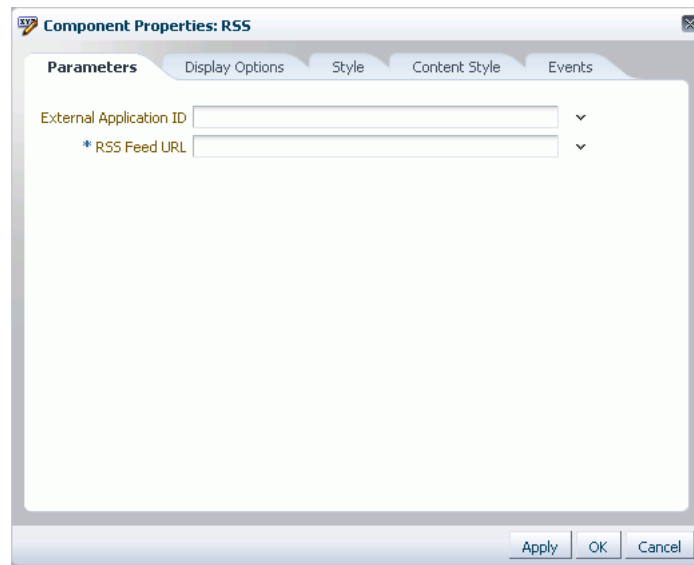 Component Properties: RSS
Parameters Display Options Style Content Style Events
External Application ID
* RSS Feed URL
Apply OK Cancel